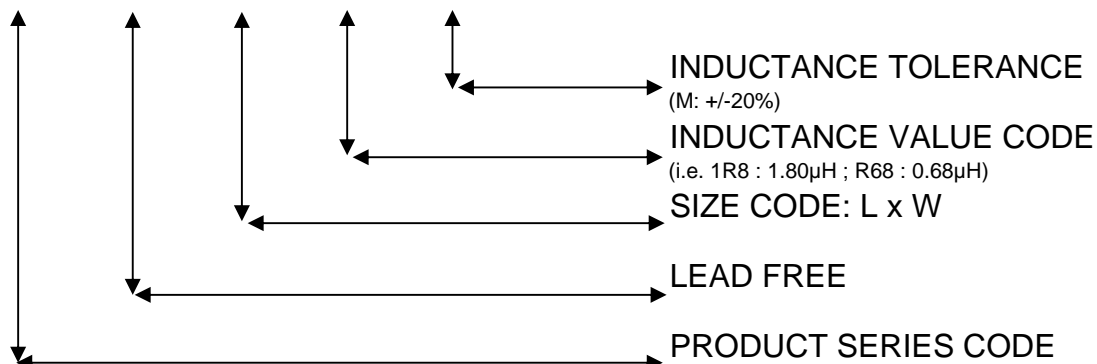 INDUCTANCE TOLERANCE
(M: +/-20%)
INDUCTANCE VALUE CODE
(i.e. 1R8 : 1.80µH ; R68 : 0.68µH)
SIZE CODE: L x W
LEAD FREE
PRODUCT SERIES CODE